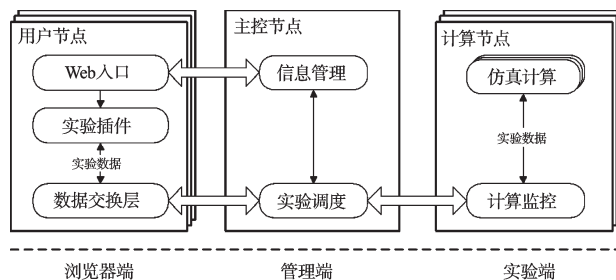 用户节点
主控节点
计算节点
Web入口
信息管理
仿真计算
实验插件
实验数据
实验数据
数据交换层
实验调度
计算监控
浏览器端
管理端
实验端